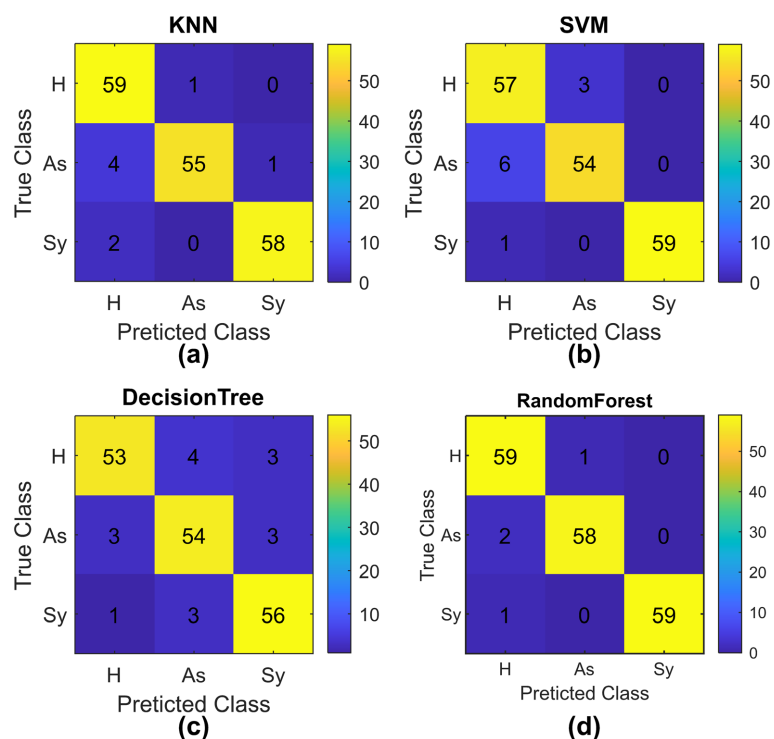 KNN
True Class
H
As
Sy
59 1 0
4 55 1
2 0 58
H As Sy
Preticted Class
50
40
30
20
10
0
(a)
SVM
True Class
H
As
Sy
57 3 0
6 54 0
1 0 59
H As Sy
Preticted Class
50
40
30
20
10
0
(b)
DecisionTree
True Class
H
As
Sy
53 4 3
3 54 3
1 3 56
H As Sy
Preticted Class
50
40
30
20
10
(c)
RandomForest
True Class
H
As
Sy
59 1 0
2 58 0
1 0 59
H As Sy
Preticted Class
50
40
30
20
10
0
(d)